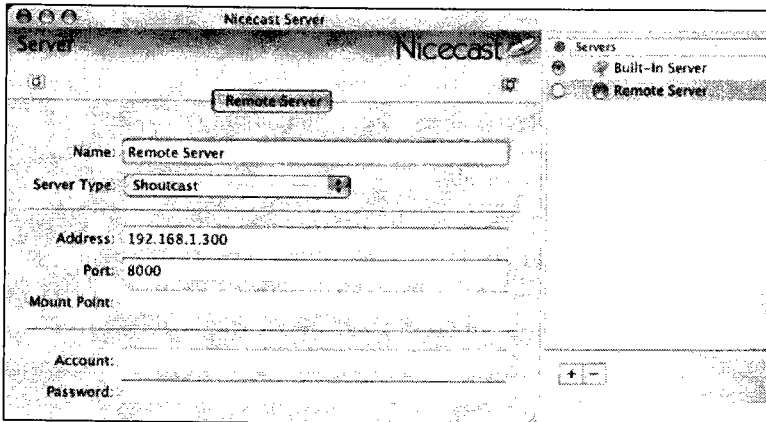 Nicecast Server
Server
Nicecast
Remote Server
Name: Remote Server
Server Type: Shoutcast
Address: 192.168.1.300
Port: 8000
Mount Point:
Account:
Password:
Servers
Built-In Server
Remote Server
+ -